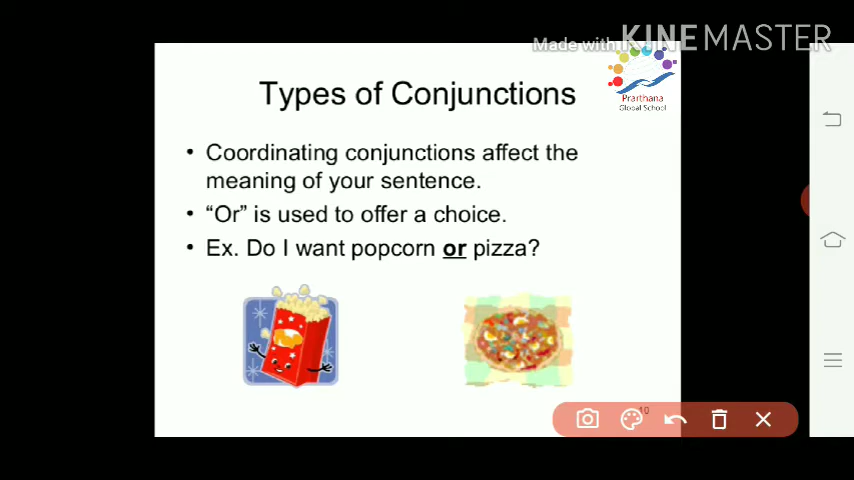 Made with KINEMASTER
Types of Conjunctions
Prarthana
Global School
• Coordinating conjunctions affect the
meaning of your sentence.
• “Or” is used to offer a choice.
• Ex. Do I want popcorn or pizza?
10